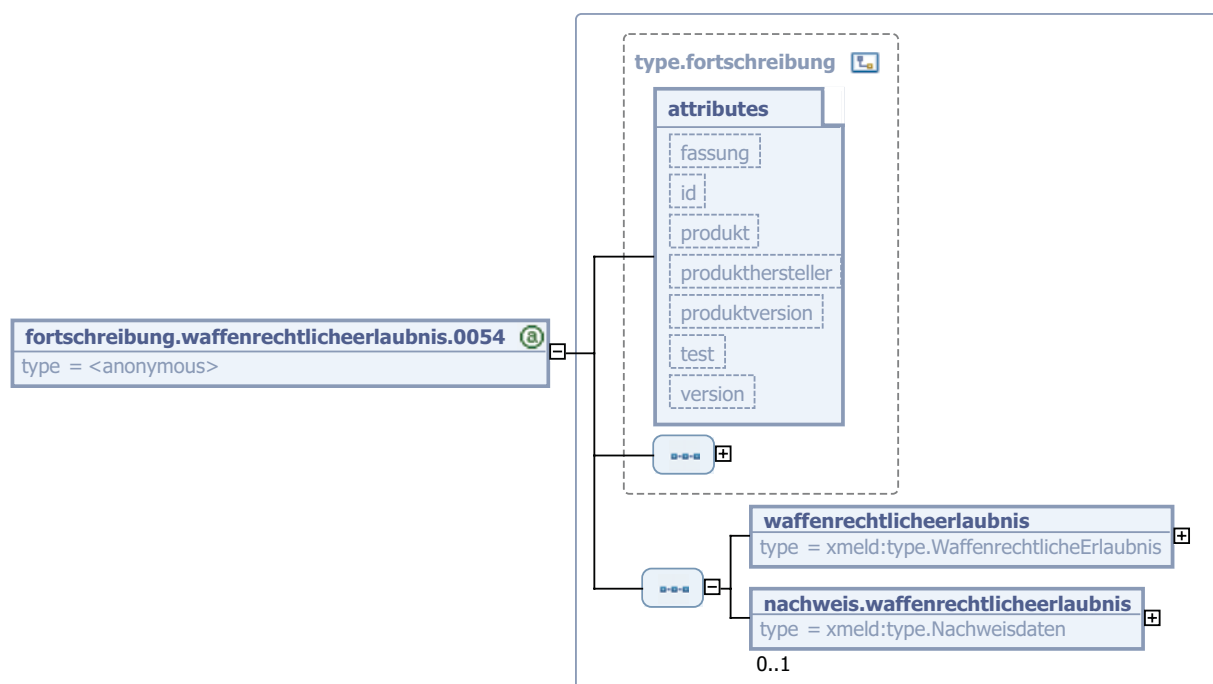 type.fortschreibung
attributes
fassung
id
produkt
produkthersteller
produktversion
test
version
fortschreibung.waffenrechtlicheerlaubnis.0054
type = <anonymous>
waffenrechtlicheerlaubnis
type = xmeld:type.WaffenrechtlicheErlaubnis
nachweis.waffenrechtlicheerlaubnis
type = xmeld:type.Nachweisdaten
0..1